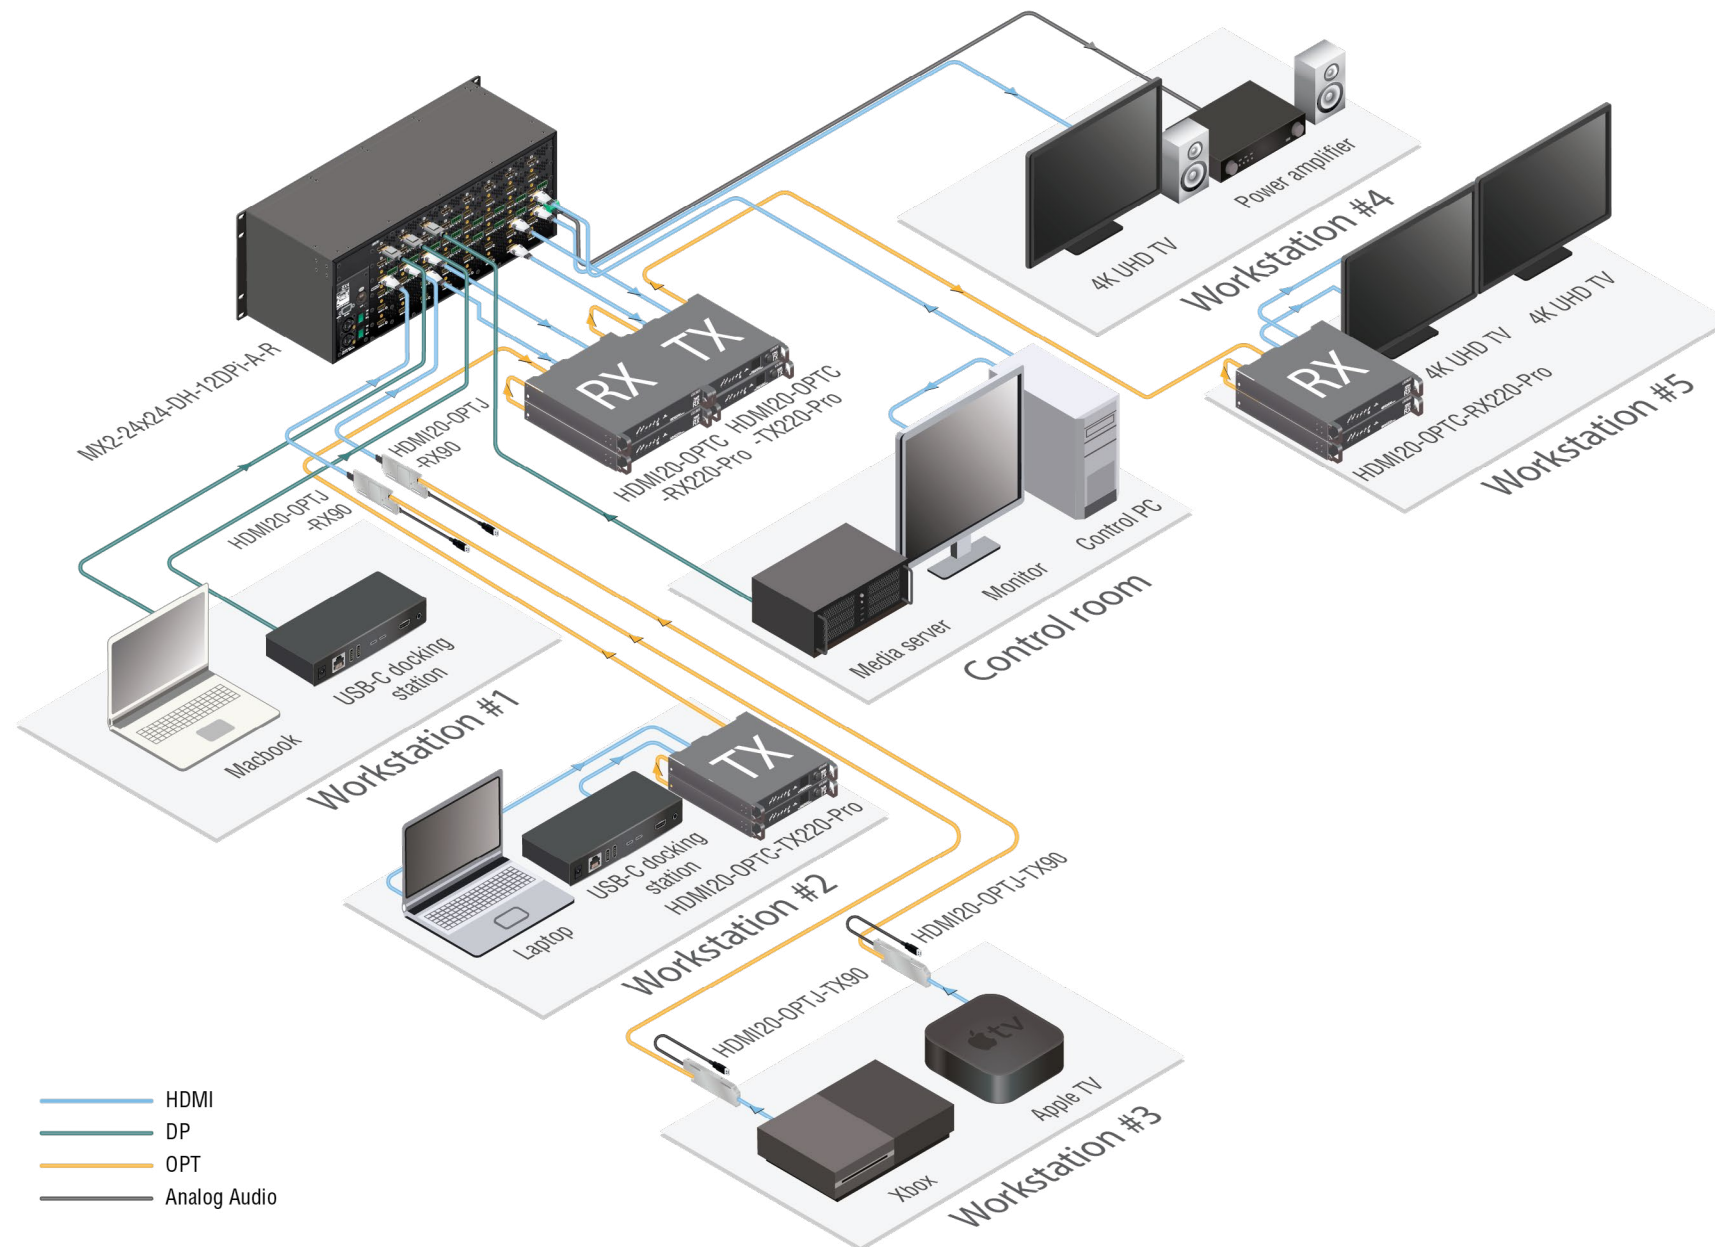 MX2-24x24-DH-12DPi-A-R
RX
TX
HDMI20-OPTC
-RX220-Pro
HDMI20-OPTC
-TX220-Pro
HDMI20-OPTJ
-RX90
HDMI20-OPTJ
-RX90
4K UHD TV
Power amplifier
Workstation #4
RX
4K UHD TV
4K UHD TV
HDMI20-OPTC-RX220-Pro
Workstation #5
Media server
Monitor
Control PC
Control room
Macbook
USB-C docking
station
Workstation #1
TX
Laptop
USB-C docking
station
HDMI20-OPTC-TX220-Pro
Workstation #2
HDMI20-OPTJ-TX90
HDMI20-OPTJ-TX90
tv
Xbox
Apple TV
Workstation #3
HDMI
DP
OPT
Analog Audio